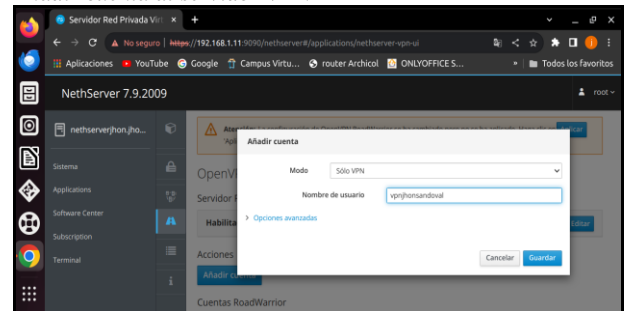 Servidor Red Privada Virt
No seguro | https://192.168.1.11:9090/nethserver#/applications/nethserver-vpn-ui
Aplicaciones YouTube Google Campus Virtu... router Archicol ONLYOFFICE S... » Todos los favoritos
NethServer 7.9.2009 root
nethserverjhon.jho...
Añadir cuenta
Sistema
Modo Sólo VPN
OpenV
Applications
Nombre de usuario vpnjhonsandoval
Servidor
Software Center
Opciones avanzadas
Habilita Editar
Subscription
Acciones
Cancelar Guardar
Terminal
Añadir cuenta
Cuentas RoadWarrior